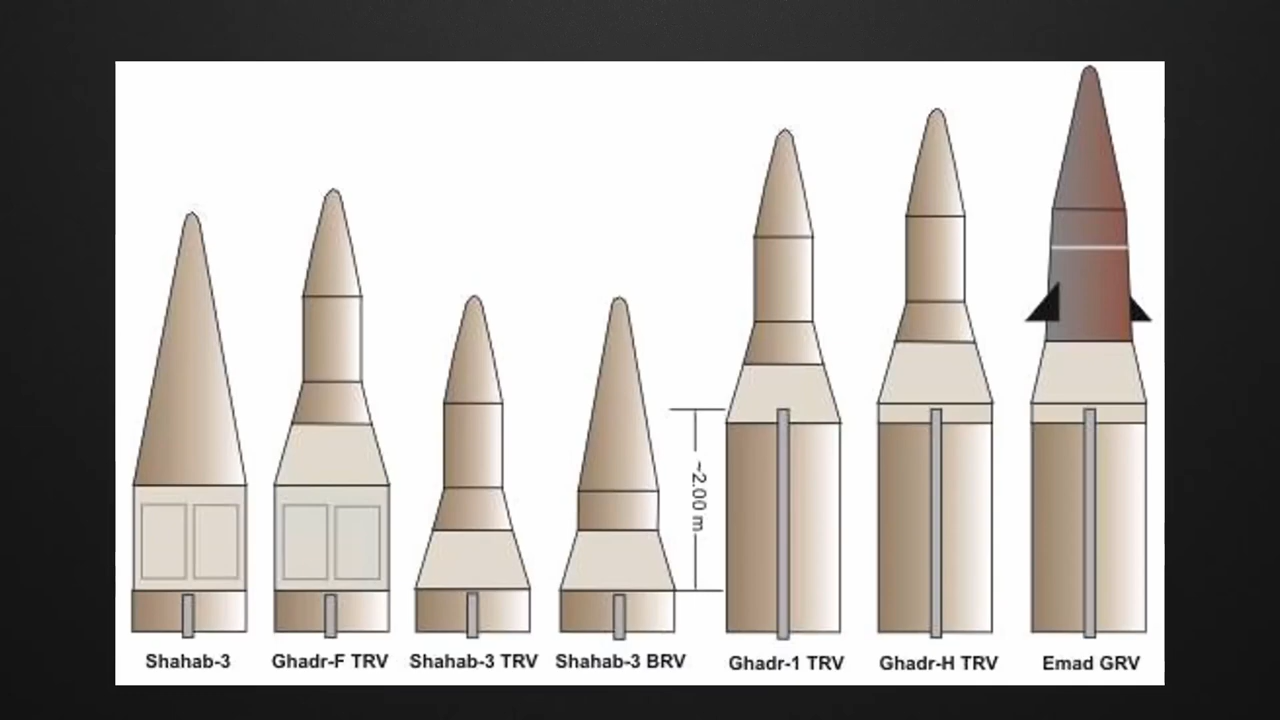 ~2.00 m
Shahab-3
Ghadr-F TRV
Shahab-3 TRV
Shahab-3 BRV
Ghadr-1 TRV
Ghadr-H TRV
Emad GRV